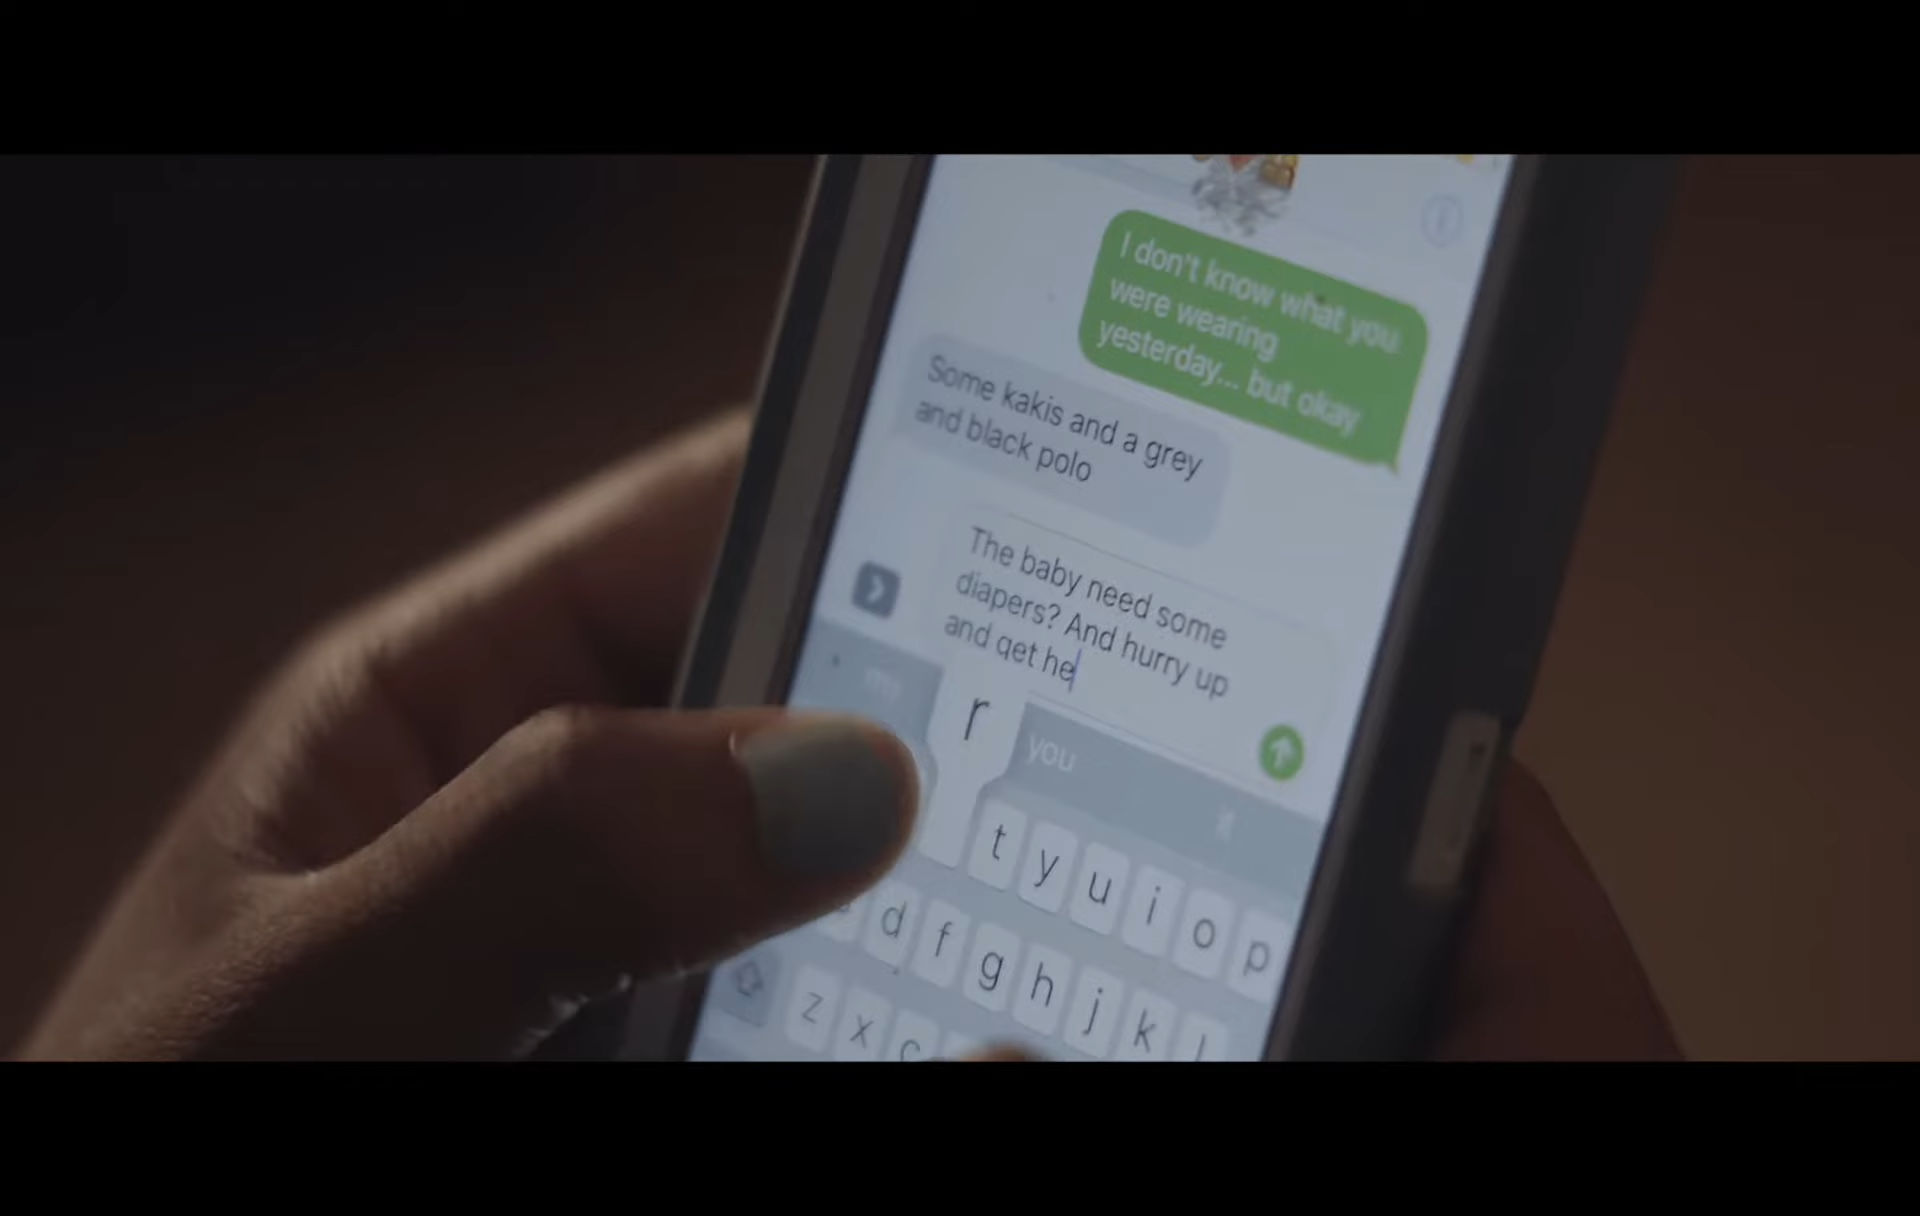 I don't know what you
were wearing
yesterday... but okay
Some kakis and a grey
and black polo
The baby need some
diapers? And hurry up
and get he
r
you
t y u i o p
d f g h j k l
z x c